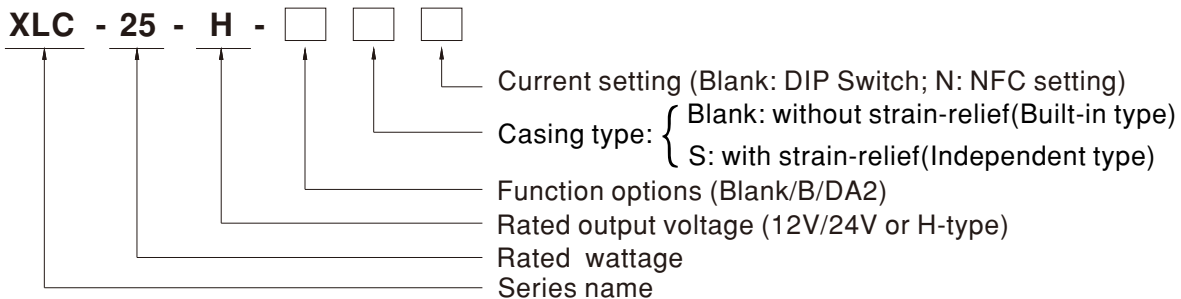 XLC - 25 - H -
Current setting (Blank: DIP Switch; N: NFC setting)
Blank: without strain-relief(Built-in type)
Casing type:
S: with strain-relief(Independent type)
Function options (Blank/B/DA2)
Rated output voltage (12V/24V or H-type)
Rated wattage
Series name